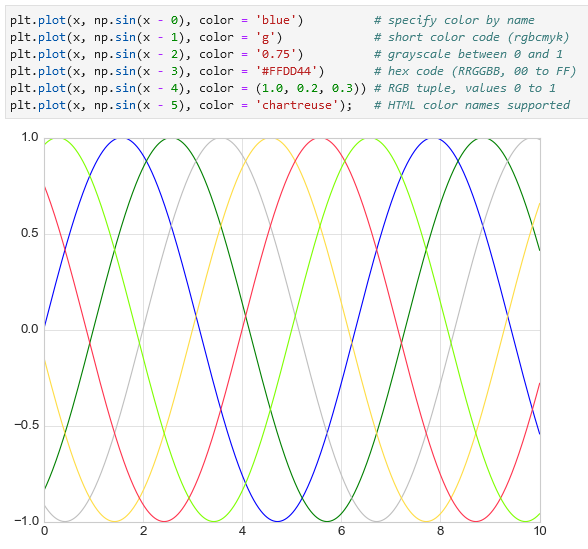 plt.plot(x, np.sin(x - 0), color = 'blue') # specify color by name
plt.plot(x, np.sin(x - 1), color = 'g') # short color code (rgbcmyk)
plt.plot(x, np.sin(x - 2), color = '0.75') # grayscale between 0 and 1
plt.plot(x, np.sin(x - 3), color = '#FFDD44') # hex code (RRGGBB, 00 to FF)
plt.plot(x, np.sin(x - 4), color = (1.0, 0.2, 0.3)) # RGB tuple, values 0 to 1
plt.plot(x, np.sin(x - 5), color = 'chartreuse'); # HTML color names supported
1.0
0.5
0.0
−0.5
−1.0
0 2 4 6 8 10